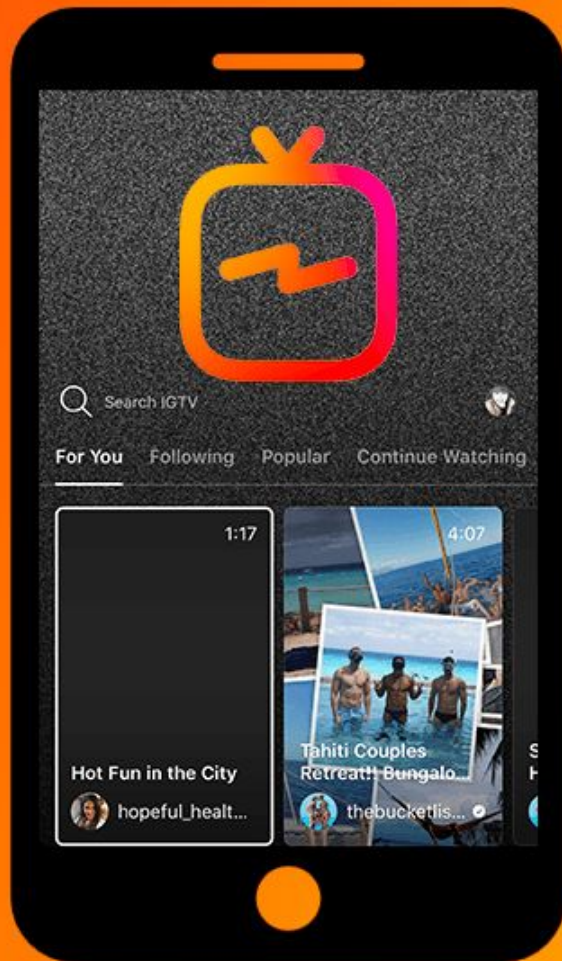 Search IGTV
For You Following Popular Continue Watching
1:17
4:07
Hot Fun in the City
hopeful_healt...
Tahiti Couples
Retreat!! Bungalo...
thebucketlis...
S
H